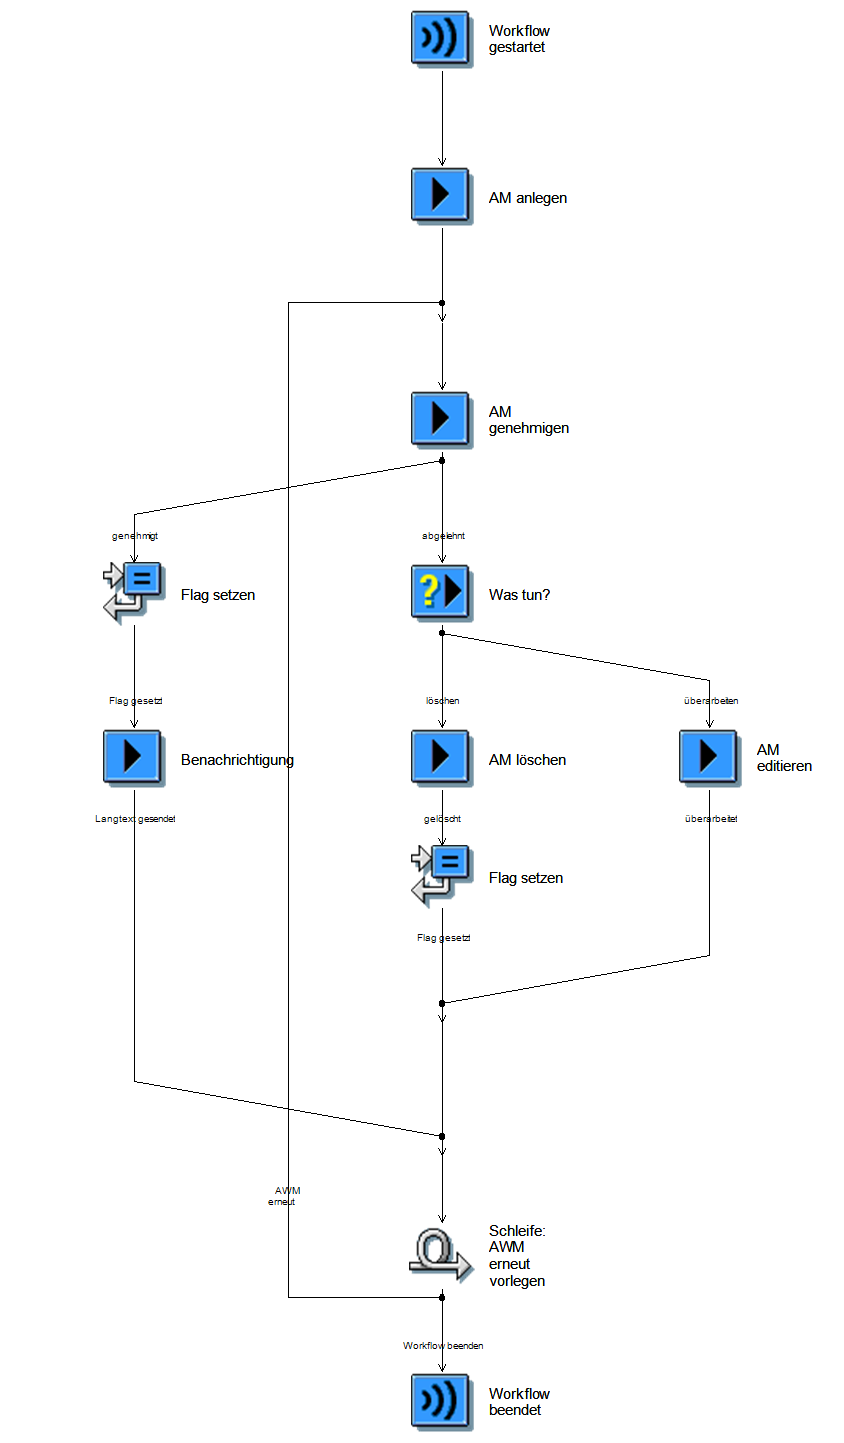 Workflow
gestartet
AM anlegen
AM
genehmigen
genehmigt
abgelehnt
Flag setzen
Was tun?
Flag gesetzt
löschen
überarbeiten
Benachrichtigung
AM löschen
AM
editieren
Langtext gesendet
gelöscht
überarbeitet
Flag setzen
Flag gesetzt
AWM
erneut
Schleife:
AWM
erneut
vorlegen
Workflow beenden
Workflow
beendet